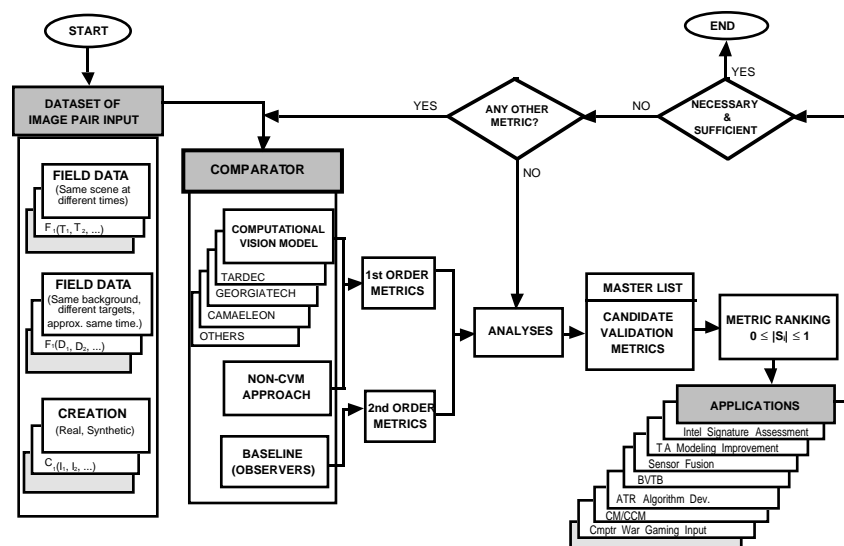 START
END
DATASET OF
IMAGE PAIR INPUT
YES
ANY OTHER
METRIC?
NO
NECESSARY
&
SUFFICIENT
YES
NO
FIELD DATA
(Same scene at
different times)
F₁(T₁, T₂, ...)
FIELD DATA
(Same background,
different targets,
approx. same time.)
F₁(D₁, D₂, ...)
CREATION
(Real, Synthetic)
C₁(I₁, I₂, ...)
COMPARATOR
COMPUTATIONAL
VISION MODEL
TARDEC
GEORGIATECH
CAMAELEON
OTHERS
NON-CVM
APPROACH
BASELINE
(OBSERVERS)
1st ORDER
METRICS
2nd ORDER
METRICS
ANALYSES
MASTER LIST
CANDIDATE
VALIDATION
METRICS
METRIC RANKING
0 ≤ |Sᵢ| ≤ 1
APPLICATIONS
Intel Signature Assessment
T A Modeling Improvement
Sensor Fusion
BVTB
ATR Algorithm Dev.
CM/CCM
Cmptr War Gaming Input